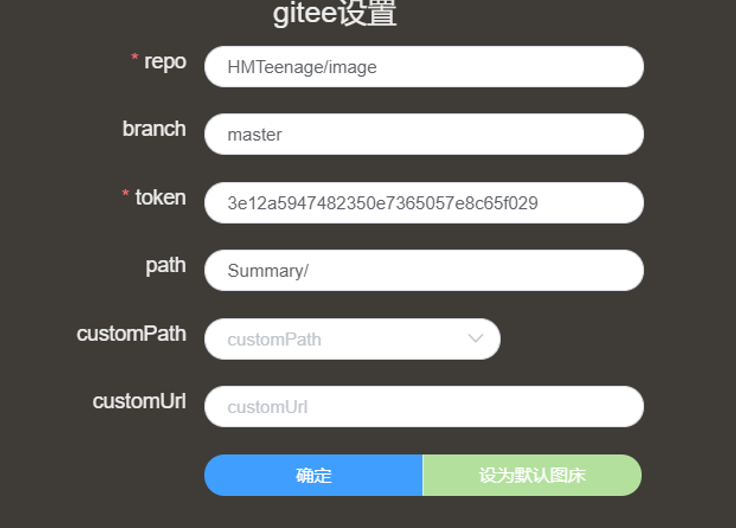 gitee设置
* repo HMTeenage/image
branch master
* token 3e12a5947482350e7365057e8c65f029
path Summary/
customPath customPath
customUrl customUrl
确定 设为默认图床